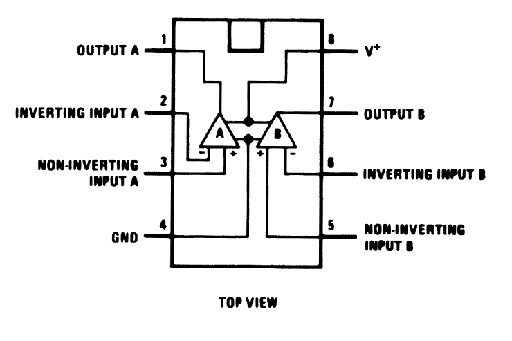 1
OUTPUT A
8
V+
2
INVERTING INPUT A
7
OUTPUT B
A
B
-
+
+
-
3
NON-INVERTING
INPUT A
6
INVERTING INPUT B
4
GND
5
NON-INVERTING
INPUT B
TOP VIEW